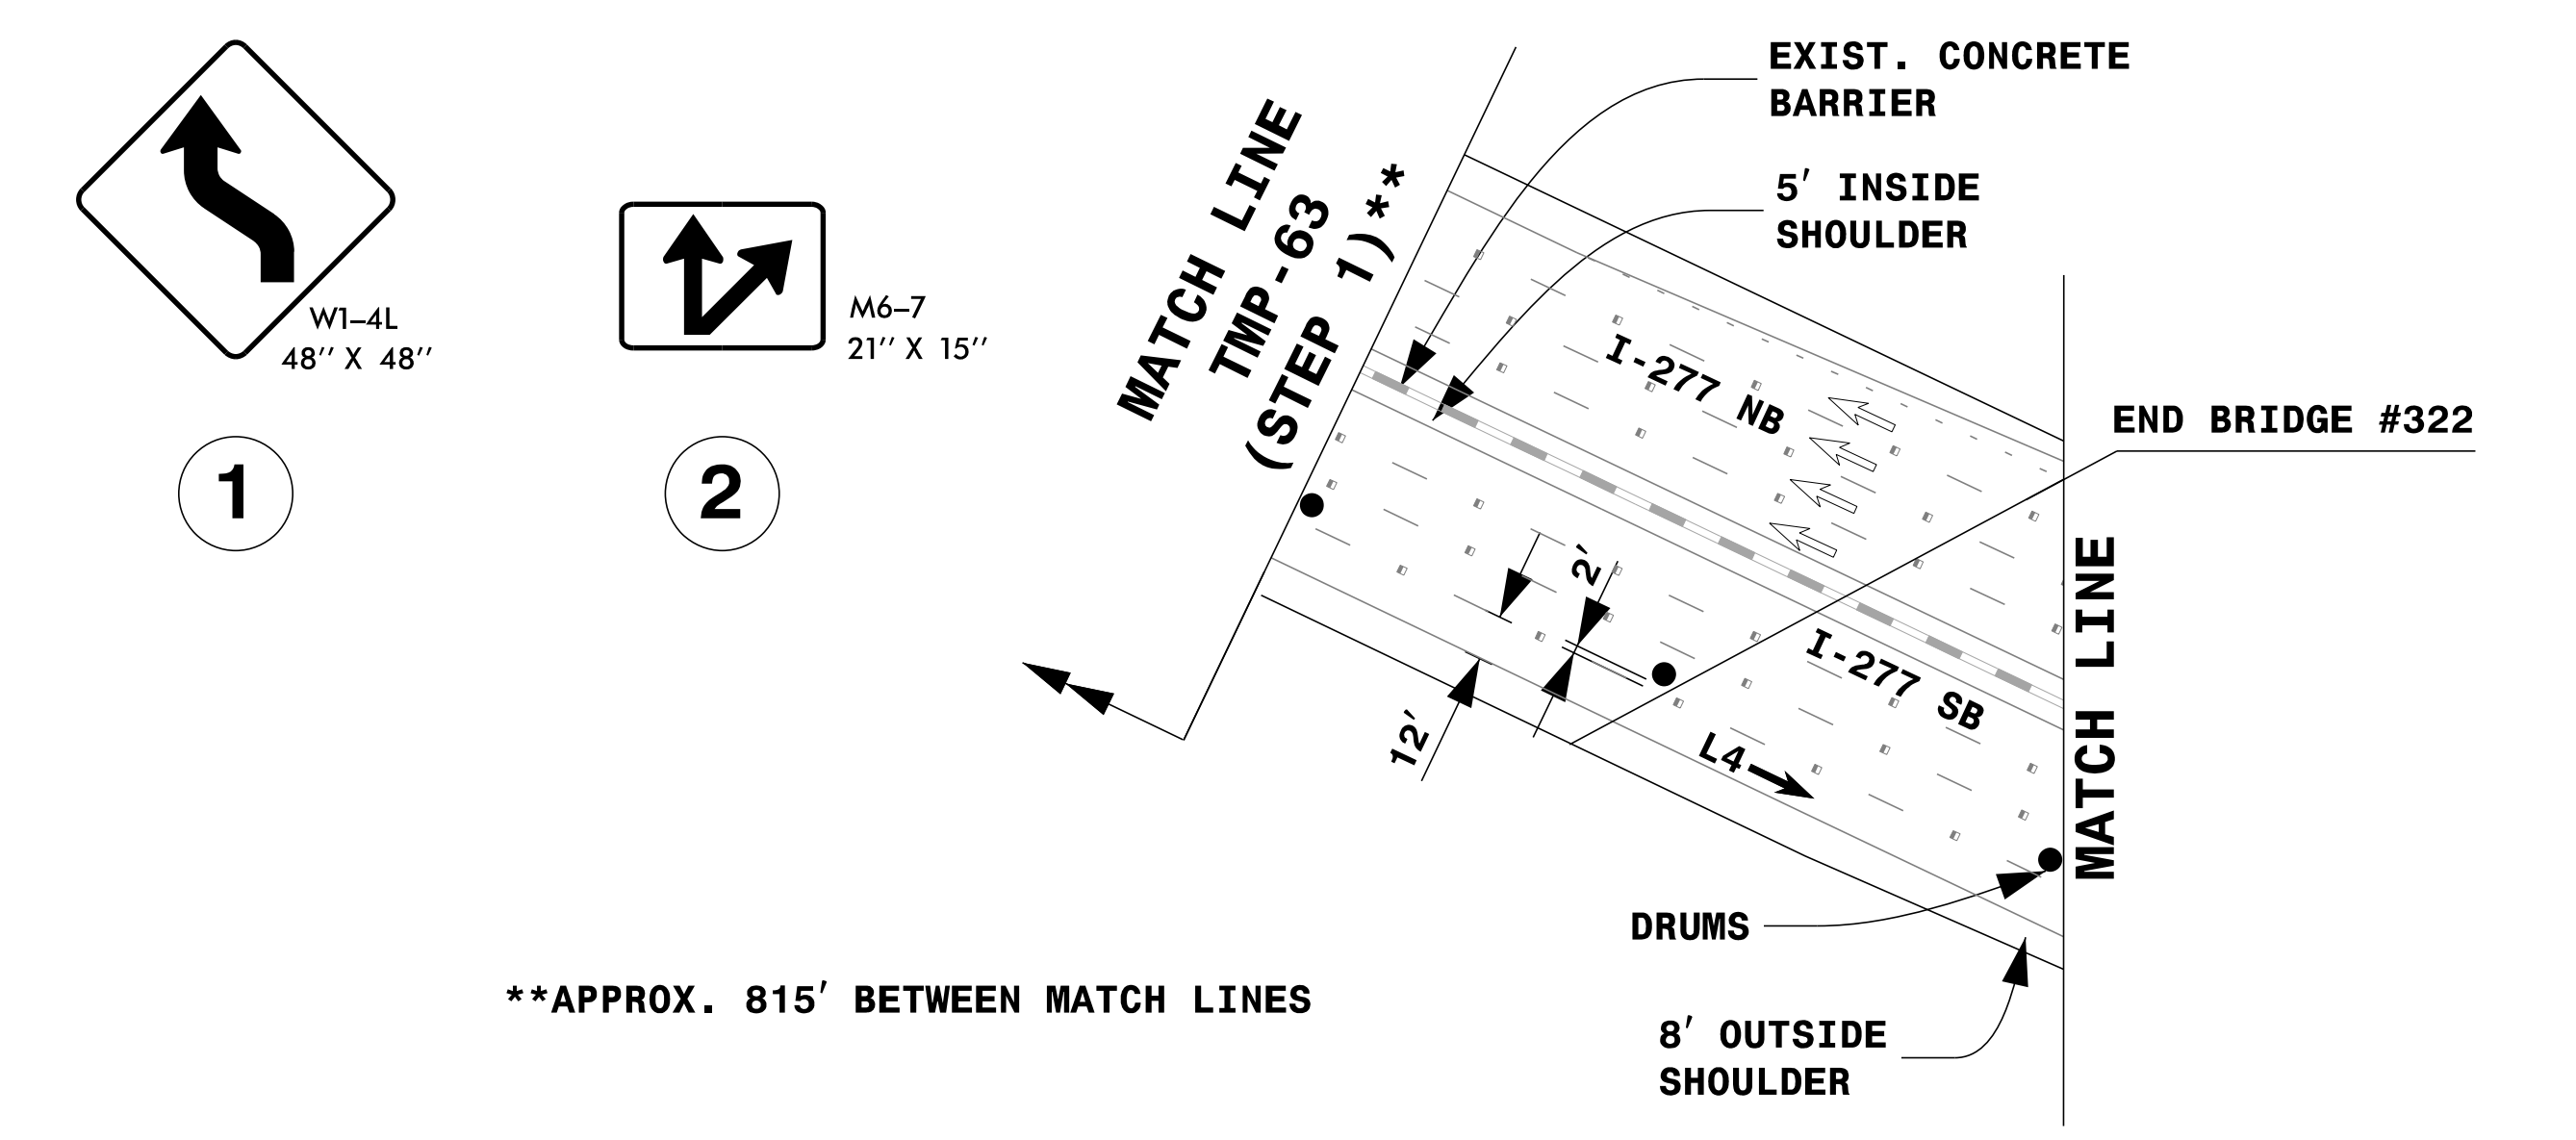 W1–4L
48’’ X 48’’
1
M6–7
21’’ X 15’’
2
MATCH LINE
TMP-63
(STEP 1)**
EXIST. CONCRETE
BARRIER
5′ INSIDE
SHOULDER
I-277 NB
END BRIDGE #322
2′
12′
I-277 SB
L4
MATCH LINE
DRUMS
**APPROX. 815′ BETWEEN MATCH LINES
8′ OUTSIDE
SHOULDER